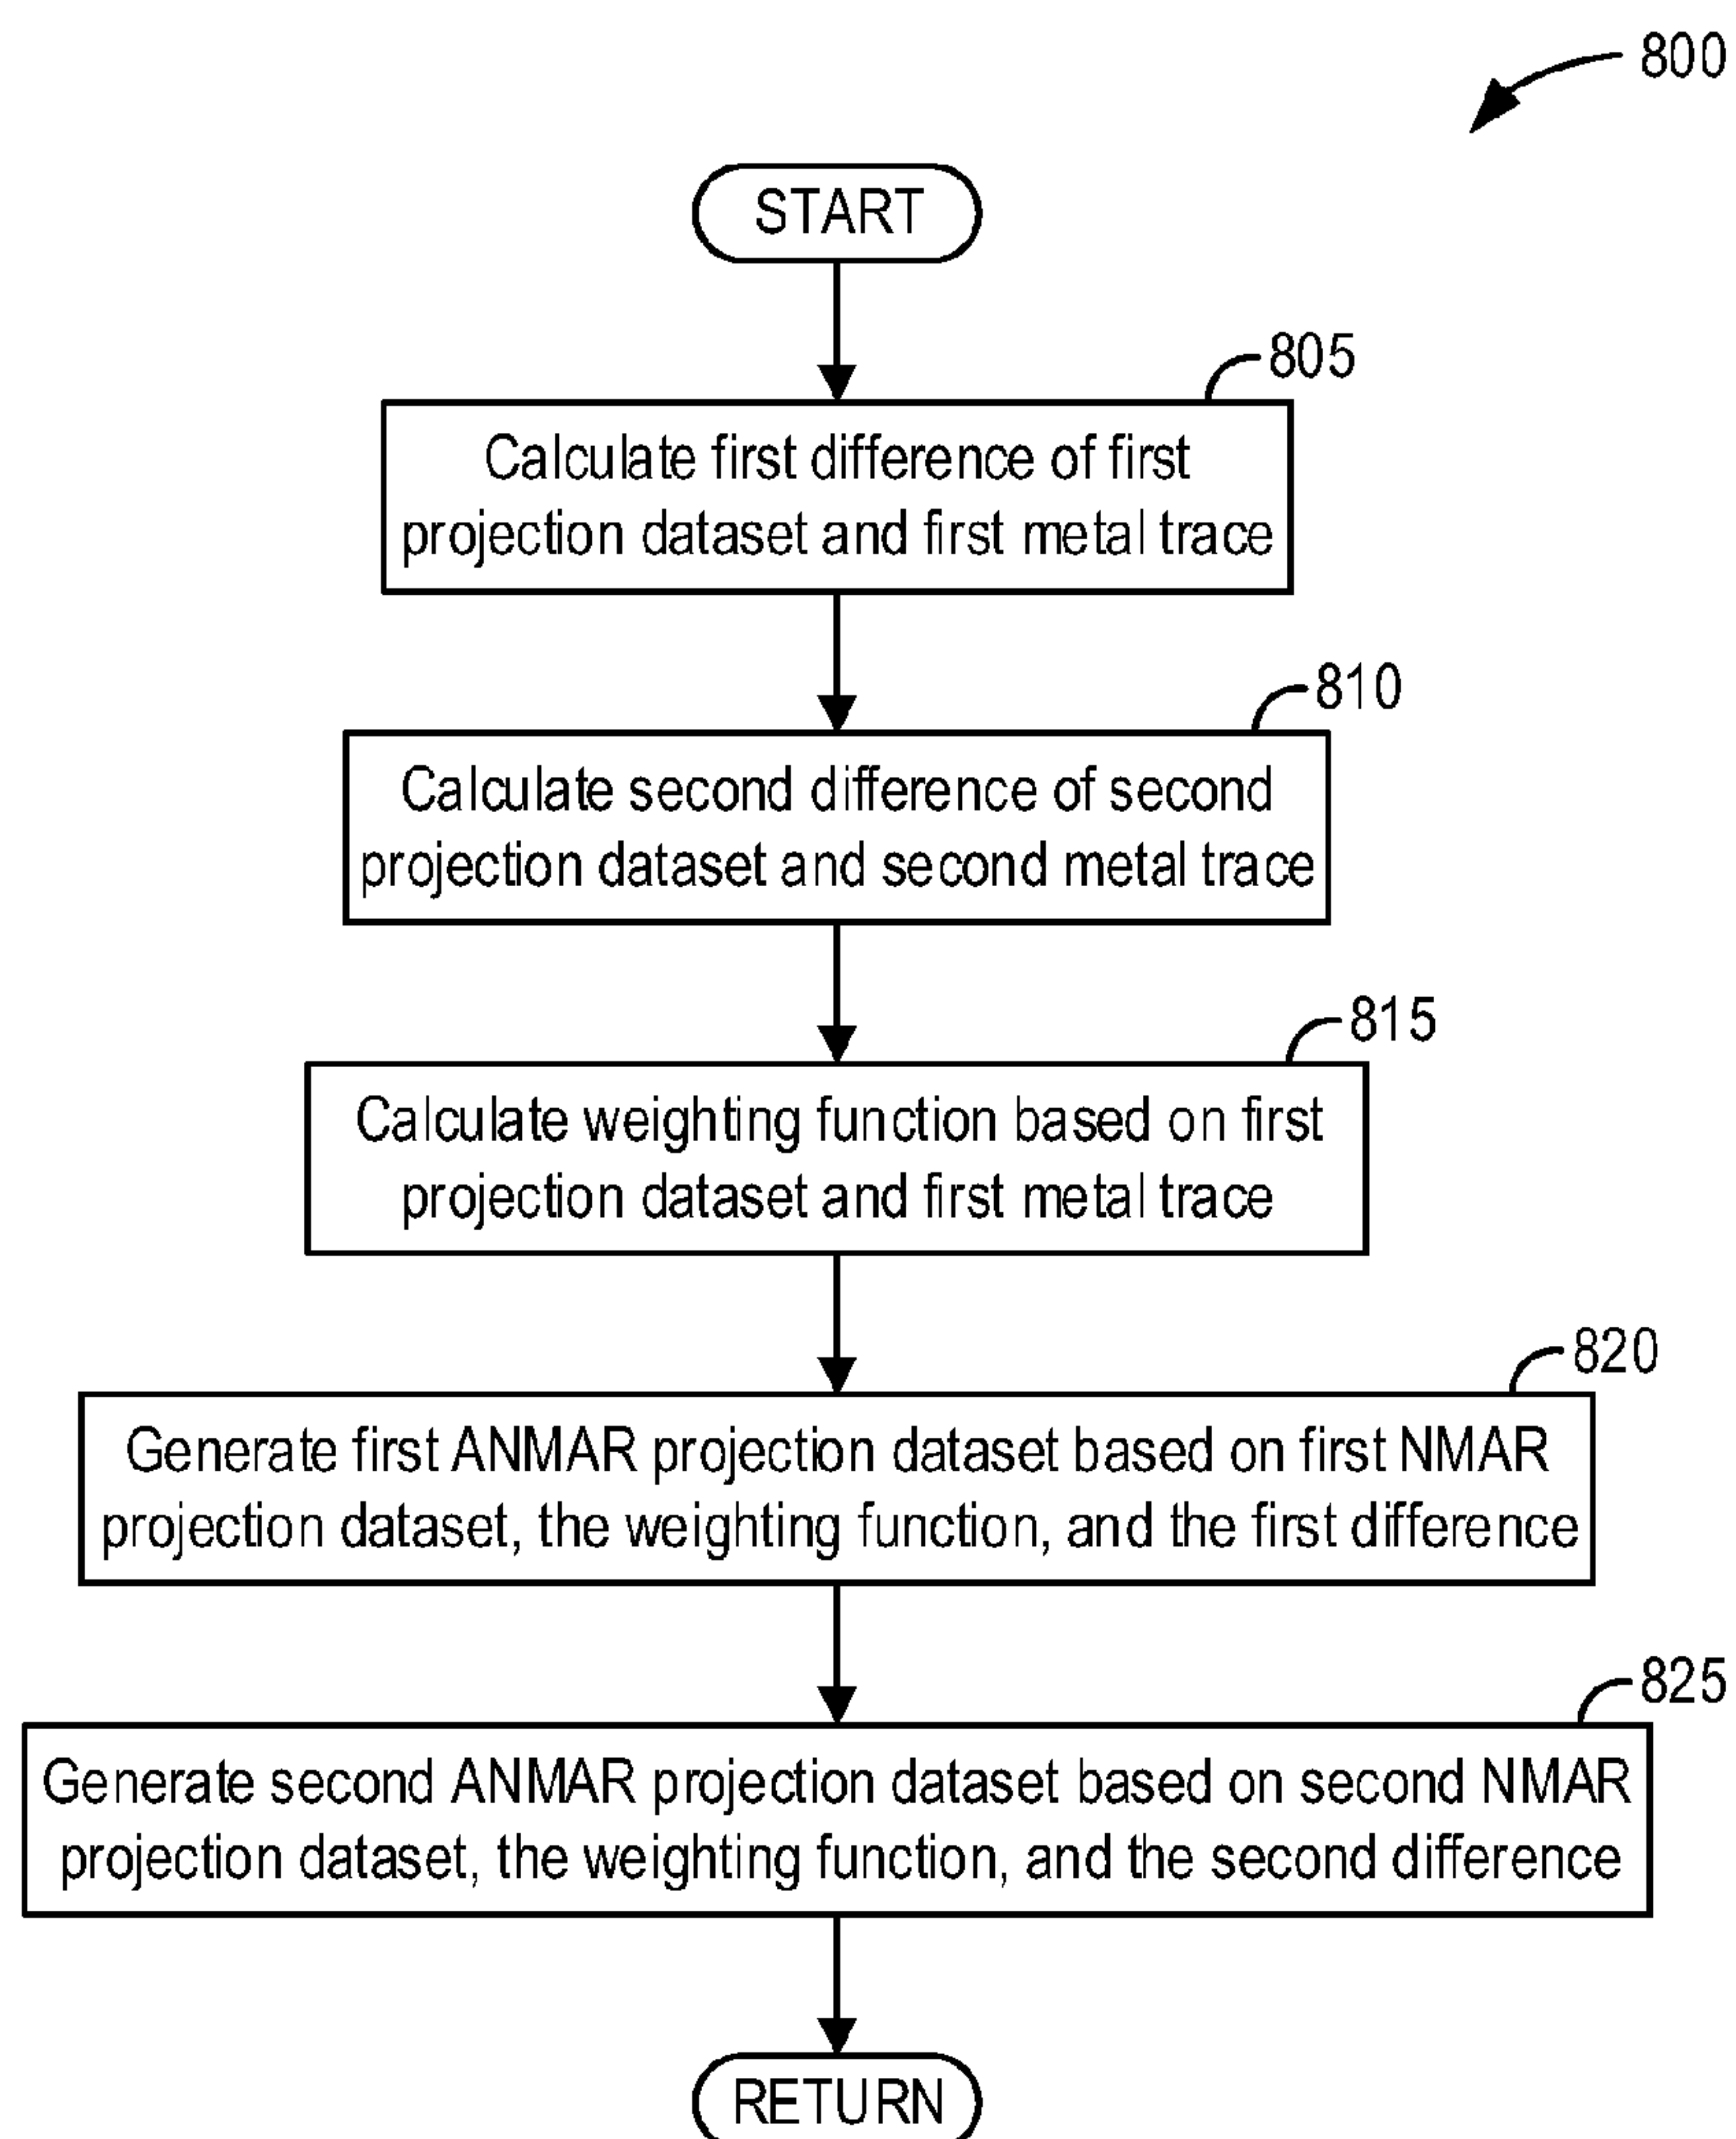 800
START
805
Calculate first difference of first
projection dataset and first metal trace
810
Calculate second difference of second
projection dataset and second metal trace
815
Calculate weighting function based on first
projection dataset and first metal trace
820
Generate first ANMAR projection dataset based on first NMAR
projection dataset, the weighting function, and the first difference
825
Generate second ANMAR projection dataset based on second NMAR
projection dataset, the weighting function, and the second difference
RETURN